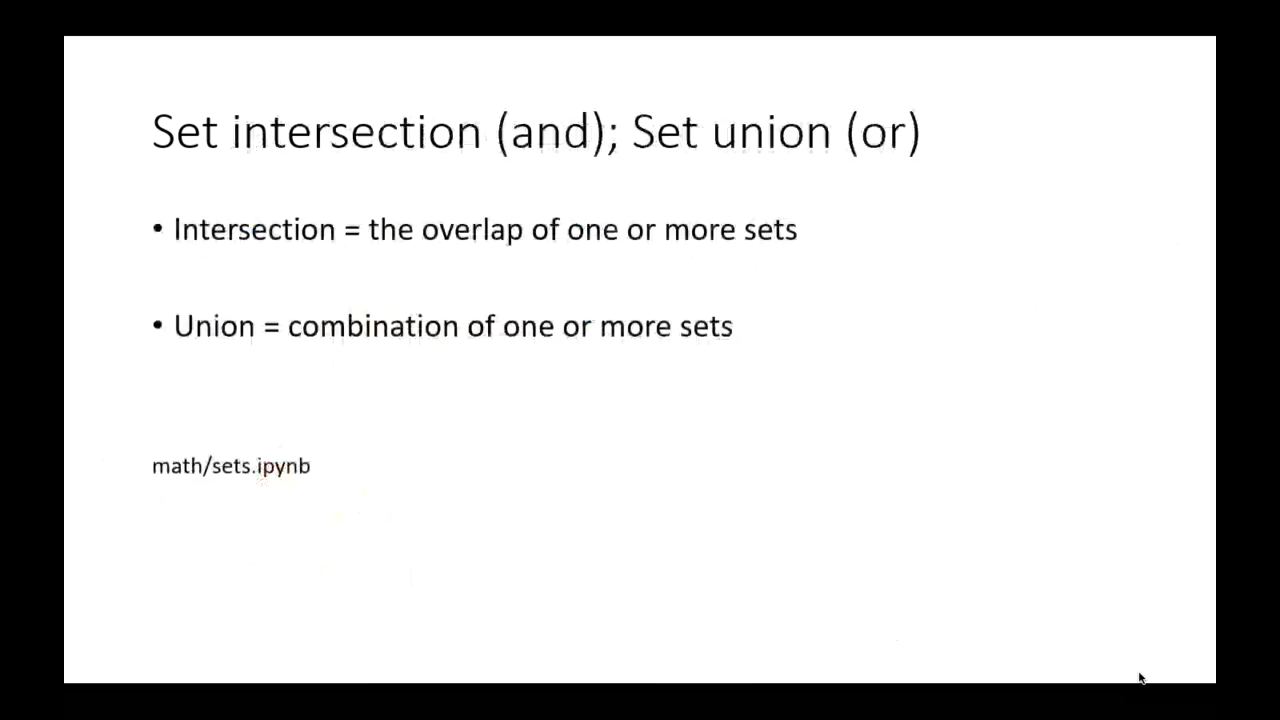 Set intersection (and); Set union (or)
• Intersection = the overlap of one or more sets
• Union = combination of one or more sets
math/sets.ipynb